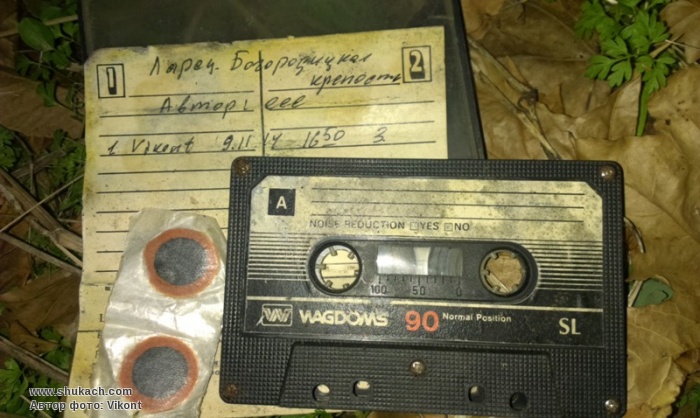 1
2
Ларец. Богородицкая
крепость
Автор: eee
1 Vikont 9.11.14 16 50 3
A
NOISE REDUCTION YES NO
100 50 0
WAGDOMS 90 Normal Position SL
www.shukach.com
Автор фото: Vikont